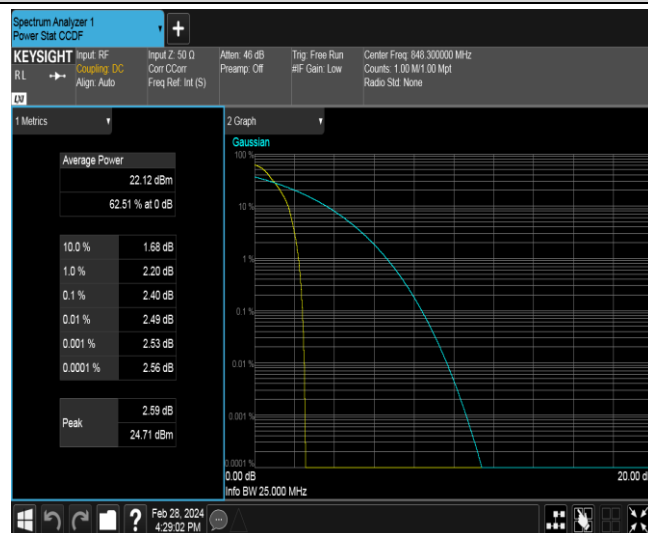 Spectrum Analyzer 1
Power Stat CCDF
+
KEYSIGHT Input: RF Input Z: 50 Ω Atten: 46 dB Trig: Free Run Center Freq: 848.300000 MHz
RL Coupling: DC Corr CCorr Preamp: Off #IF Gain: Low Counts: 1.00 M/1.00 Mpt
Align: Auto Freq Ref: Int (S) Radio Std: None
LXI
1 Metrics
2 Graph
Average Power
22.12 dBm
62.51 % at 0 dB
10.0 % 1.68 dB
1.0 % 2.20 dB
0.1 % 2.40 dB
0.01 % 2.49 dB
0.001 % 2.53 dB
0.0001 % 2.56 dB
Peak 2.59 dB
24.71 dBm
Gaussian
100 %
10 %
1 %
0.1 %
0.01 %
0.001 %
0.0001 %
0.00 dB 20.00 d
Info BW 25.000 MHz
? Feb 28, 2024
4:29:02 PM